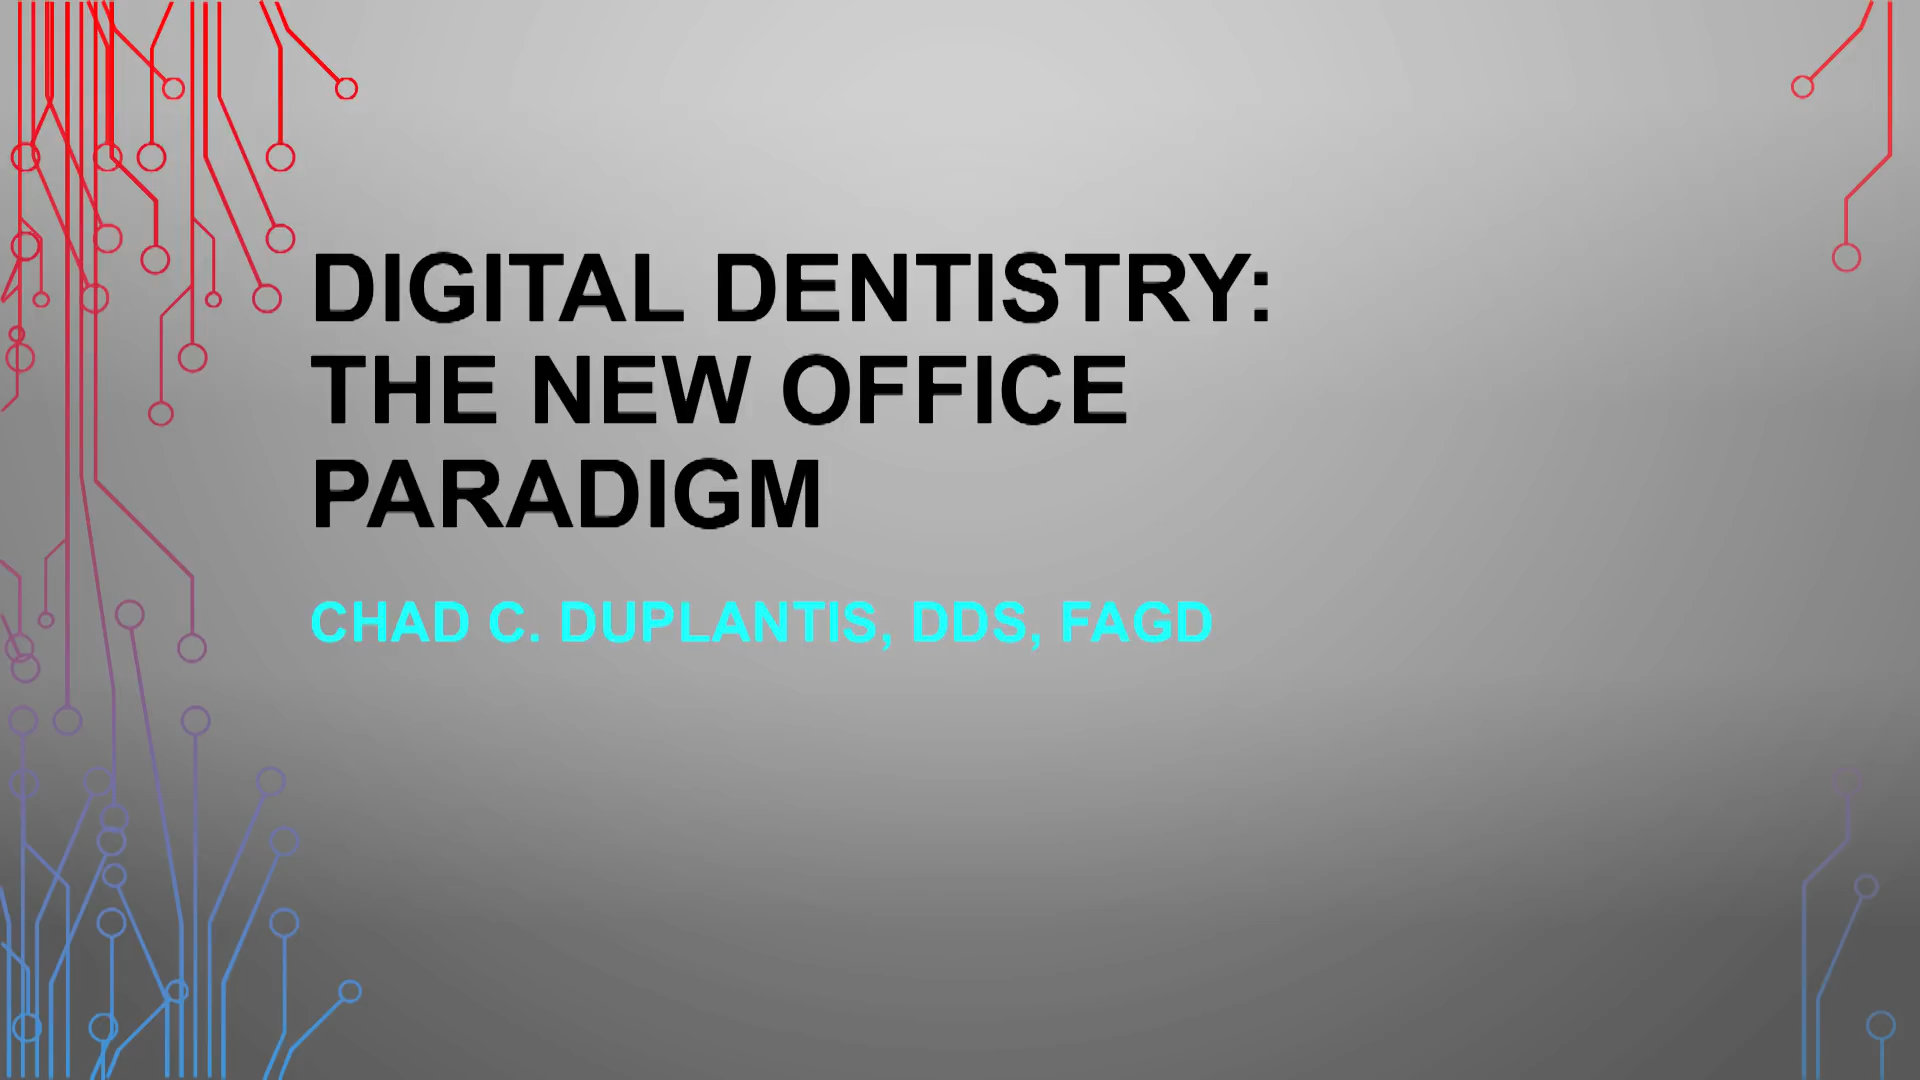 DIGITAL DENTISTRY:
THE NEW OFFICE
PARADIGM
CHAD C. DUPLANTIS, DDS, FAGD